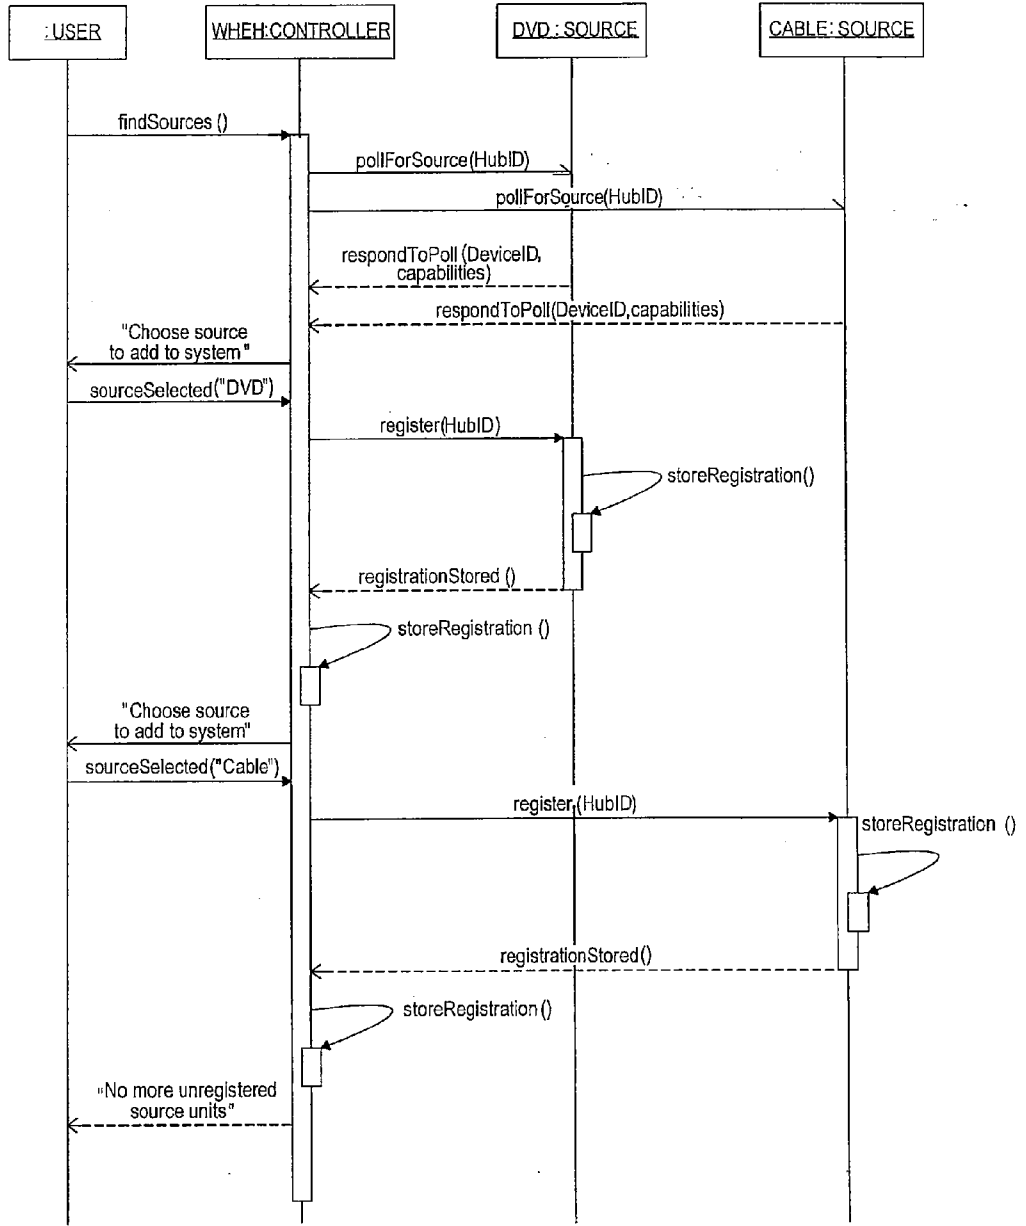 :USER
WHEH:CONTROLLER
DVD : SOURCE
CABLE: SOURCE
findSources ()
pollForSource(HubID)
pollForSource(HubID)
respondToPoll (DeviceID,
capabilities)
respondToPoll(DeviceID,capabilities)
"Choose source
to add to system"
sourceSelected("DVD")
register(HubID)
storeRegistration()
registrationStored ()
storeRegistration ()
"Choose source
to add to system"
sourceSelected("Cable")
register (HubID)
storeRegistration ()
registrationStored()
storeRegistration()
"No more unregistered
source units"